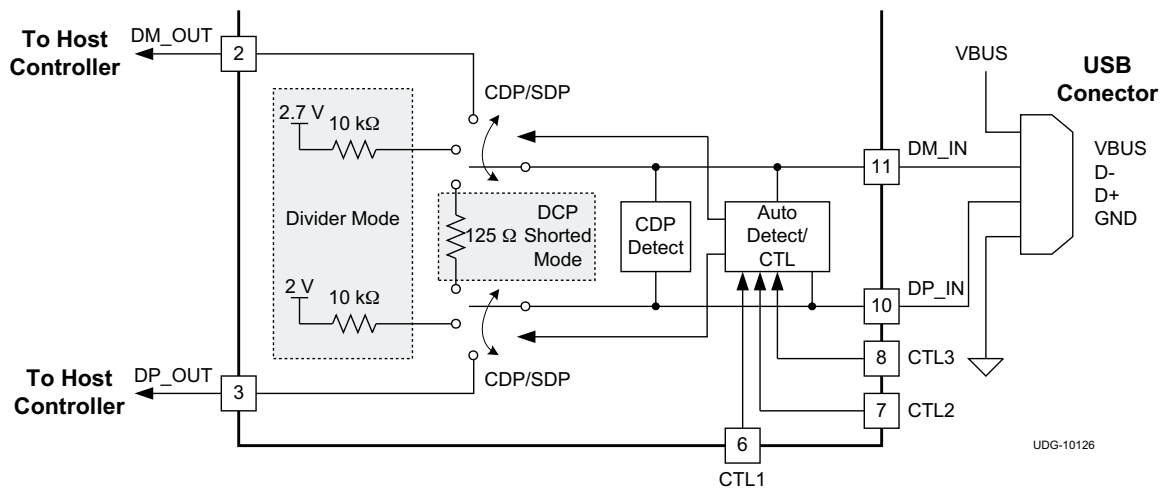 To Host
Controller
DM_OUT
2
CDP/SDP
2.7 V
10 kΩ
Divider Mode
125 Ω
DCP
Shorted
Mode
2 V
10 kΩ
CDP
Detect
Auto
Detect/
CTL
VBUS
USB
Conector
11
DM_IN
VBUS
D-
D+
GND
10
DP_IN
8
CTL3
7
CTL2
6
CTL1
CDP/SDP
To Host
Controller
DP_OUT
3
UDG-10126